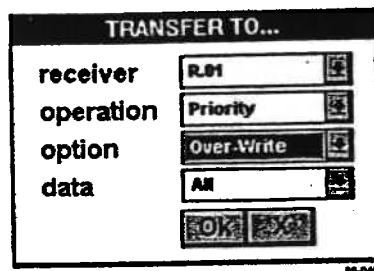 TRANSFER TO...
receiver R.01
operation Priority
option Over-Write
data All
OK